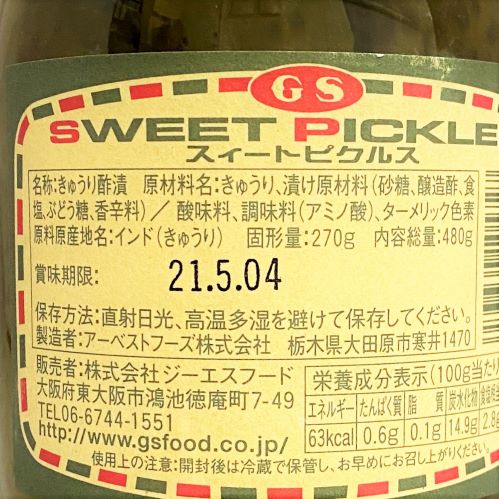 GS
SWEET PICKLE
スィートピクルス
名称:きゅうり酢漬 原材料名:きゅうり、漬け原材料(砂糖、醸造酢、食
塩、ぶどう糖、香辛料)/酸味料、調味料(アミノ酸)、ターメリック色素
原料原産地名:インド(きゅうり) 固形量:270g 内容総量:480g
賞味期限: 21.5.04
保存方法:直射日光、高温多湿を避けて保存してください。
製造者:アーベストフーズ株式会社 栃木県大田原市寒井1470
販売者:株式会社ジーエスフード
大阪府東大阪市鴻池徳庵町7-49
TEL06-6744-1551
http://www.gsfood.co.jp/
栄養成分表示(100g当たり)
エネルギー たんぱく質 脂質 炭水化物
63kcal 0.6g 0.1g 14.9g 2.8
使用上の注意:開封後は冷蔵で保管し、お早めにお召し上がりください。